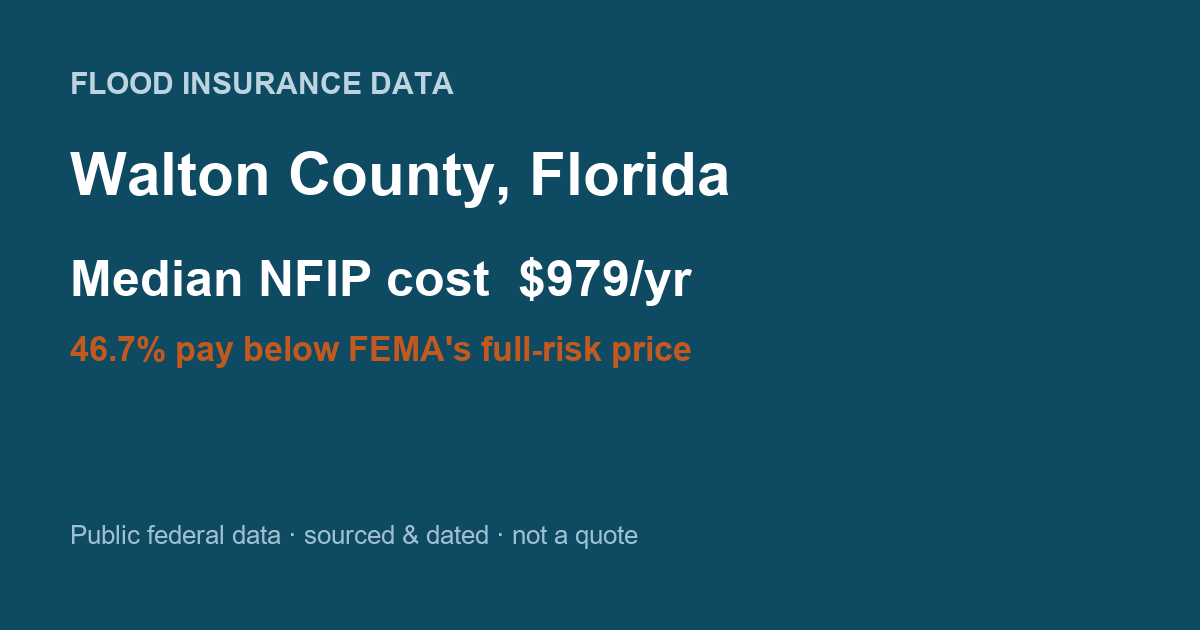 FLOOD INSURANCE DATA
Walton County, Florida
Median NFIP cost  $979/yr
46.7% pay below FEMA's full-risk price
Public federal data · sourced & dated · not a quote